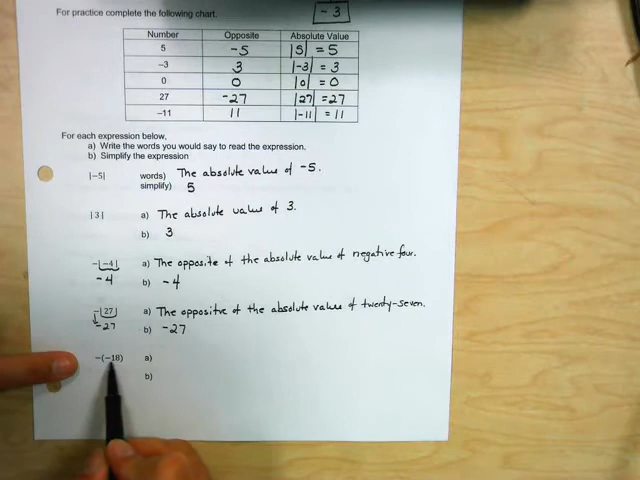 For practice complete the following chart.
- 3
Number Opposite Absolute Value
5 -5 |5| = 5
-3 3 |-3| = 3
0 0 |0| = 0
27 -27 |27| = 27
-11 11 |-11| = 11
For each expression below,
a) Write the words you would say to read the expression.
b) Simplify the expression
|-5| words) The absolute value of -5.
simplify) 5
|3| a) The absolute value of 3.
b) 3
-|-4| a) The opposite of the absolute value of negative four.
-4 b) -4
-|27| a) The opposite of the absolute value of twenty-seven.
-27 b) -27
-(-18) a)
b)